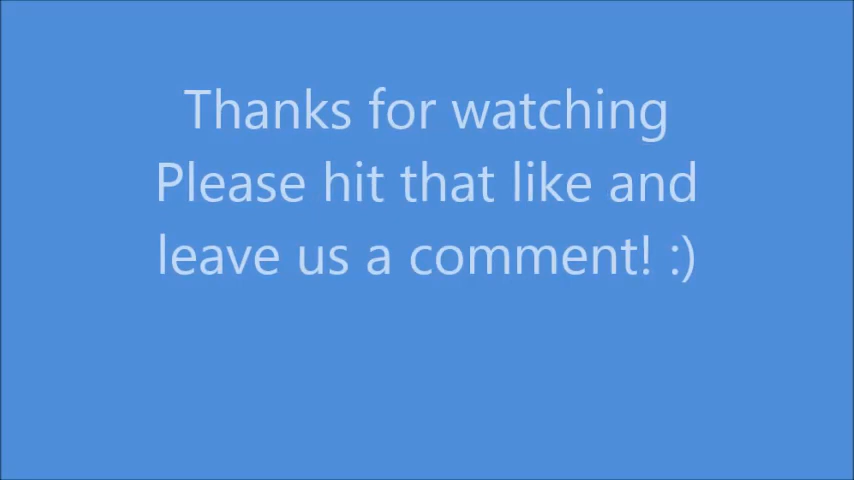 Thanks for watching
Please hit that like and
leave us a comment! :)